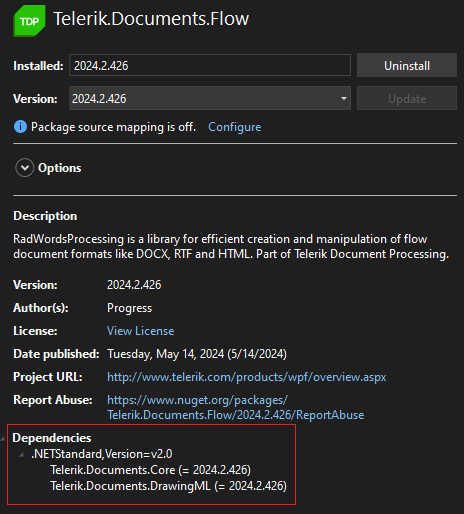 TDP
Telerik.Documents.Flow
Installed: 2024.2.426 Uninstall
Version: 2024.2.426 Update
Package source mapping is off. Configure
Options
Description
RadWordsProcessing is a library for efficient creation and manipulation of flow
document formats like DOCX, RTF and HTML. Part of Telerik Document Processing.
Version: 2024.2.426
Author(s): Progress
License: View License
Date published: Tuesday, May 14, 2024 (5/14/2024)
Project URL: http://www.telerik.com/products/wpf/overview.aspx
Report Abuse: https://www.nuget.org/packages/
Telerik.Documents.Flow/2024.2.426/ReportAbuse
Dependencies
.NETStandard,Version=v2.0
Telerik.Documents.Core (= 2024.2.426)
Telerik.Documents.DrawingML (= 2024.2.426)